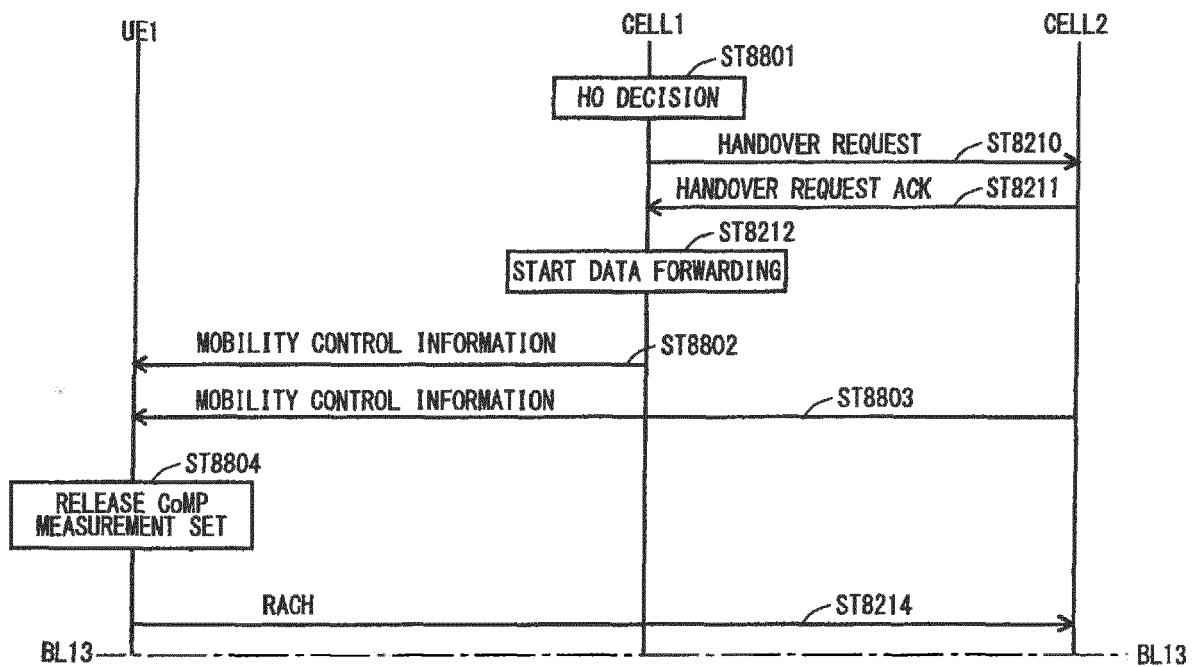 UE1
CELL1
CELL2
ST8801
HO DECISION
HANDOVER REQUEST
ST8210
HANDOVER REQUEST ACK
ST8211
ST8212
START DATA FORWARDING
MOBILITY CONTROL INFORMATION
ST8802
MOBILITY CONTROL INFORMATION
ST8803
ST8804
RELEASE CoMP
MEASUREMENT SET
RACH
ST8214
BL13
BL13